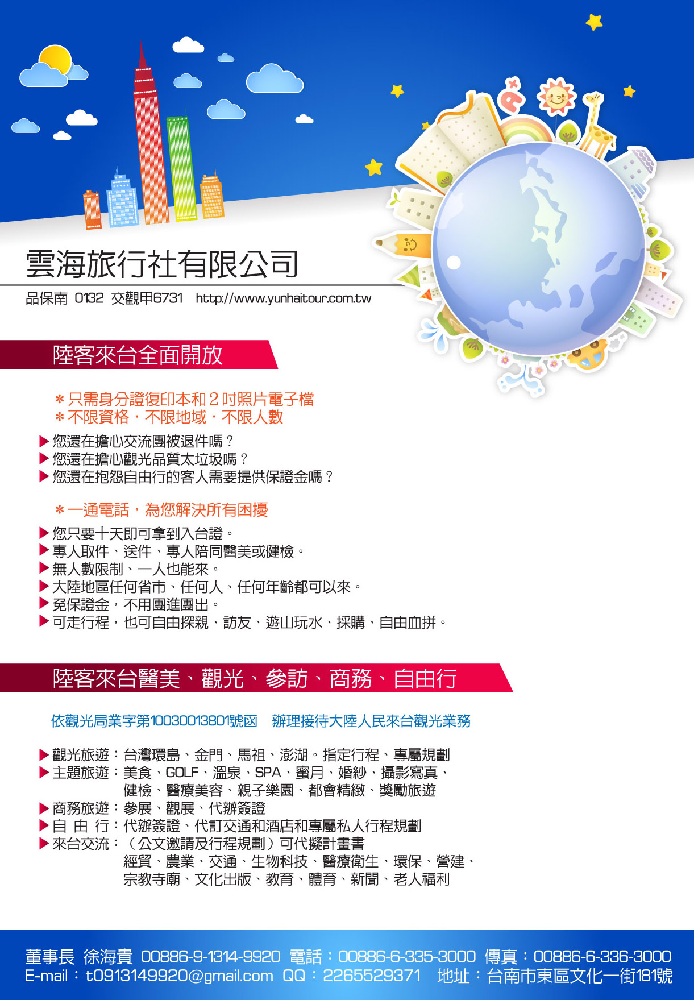 雲海旅行社有限公司
品保南 0132 交觀甲6731 http://www.yunhaitour.com.tw
陸客來台全面開放
＊只需身分證復印本和２吋照片電子檔
＊不限資格，不限地域，不限人數
▶您還在擔心交流團被退件嗎？
▶您還在擔心觀光品質太垃圾嗎？
▶您還在抱怨自由行的客人需要提供保證金嗎？
＊一通電話，為您解決所有困擾
▶您只要十天即可拿到入台證。
▶專人取件、送件、專人陪同醫美或健檢。
▶無人數限制、一人也能來。
▶大陸地區任何省市、任何人、任何年齡都可以來。
▶免保證金，不用團進團出。
▶可走行程，也可自由探親、訪友、遊山玩水、採購、自由血拼。
陸客來台醫美、觀光、參訪、商務、自由行
依觀光局業字第10030013801號函　辦理接待大陸人民來台觀光業務
▶觀光旅遊：台灣環島、金門、馬祖、澎湖。指定行程、專屬規劃
▶主題旅遊：美食、GOLF、溫泉、SPA、蜜月、婚紗、攝影寫真、
健檢、醫療美容、親子樂園、都會精緻、獎勵旅遊
▶商務旅遊：參展、觀展、代辦簽證
▶自 由 行：代辦簽證、代訂交通和酒店和專屬私人行程規劃
▶來台交流：（公文邀請及行程規劃）可代擬計畫書
經貿、農業、交通、生物科技、醫療衛生、環保、營建、
宗教寺廟、文化出版、教育、體育、新聞、老人福利
董事長 徐海貴 00886-9-1314-9920 電話：00886-6-335-3000 傳真：00886-6-336-3000
E-mail：t0913149920@gmail.com QQ：2265529371 地址：台南市東區文化一街181號